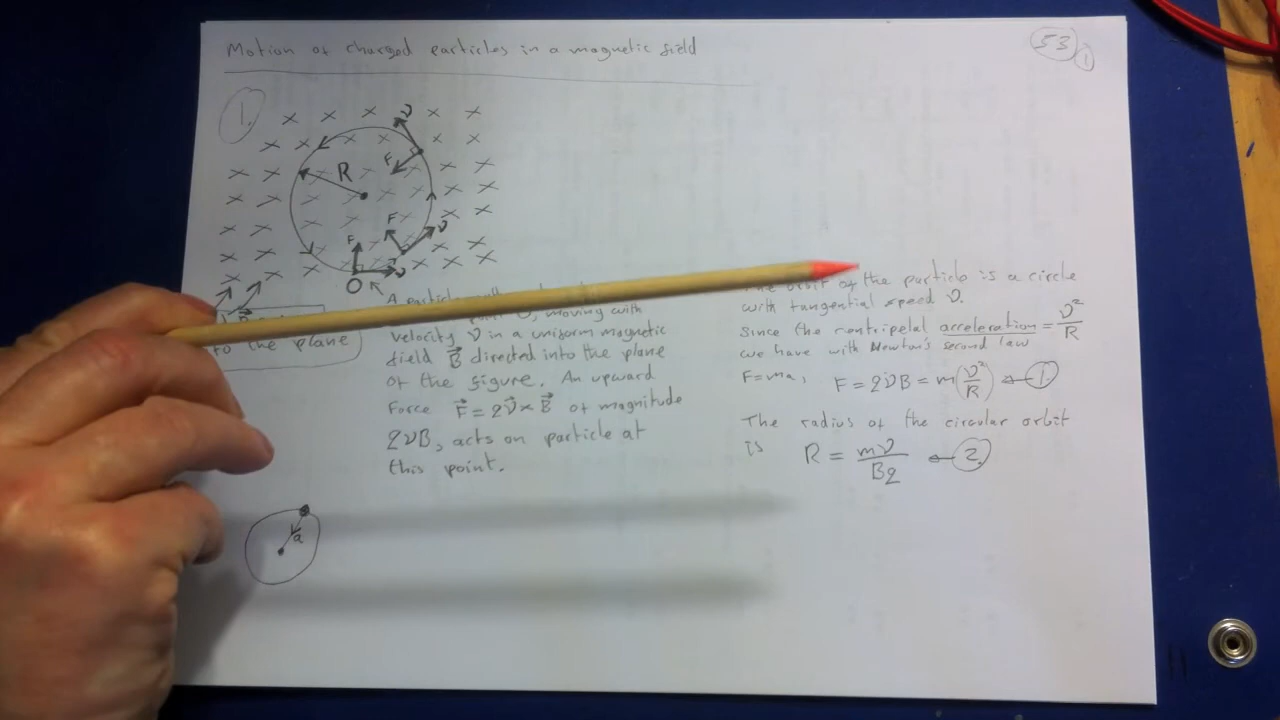 Motion of charged particles in a magnetic field
53
1
1.
R
F
v
F
v
F
v
O
to the plane
A
moving with
velocity v in a uniform magnetic
field B⃗ directed into the plane
of the figure. An upward
Force F⃗ = qv⃗ × B⃗ of magnitude
qvB, acts on particle at
this point.
a
orbit of the particle is a circle
with tangential speed v.
Since the centripetal acceleration = v²/R
we have with Newton's second law
F=ma, F = qvB = m(v²/R) ← 1.
The radius of the circular orbit
is R = mv/Bq ← 2.